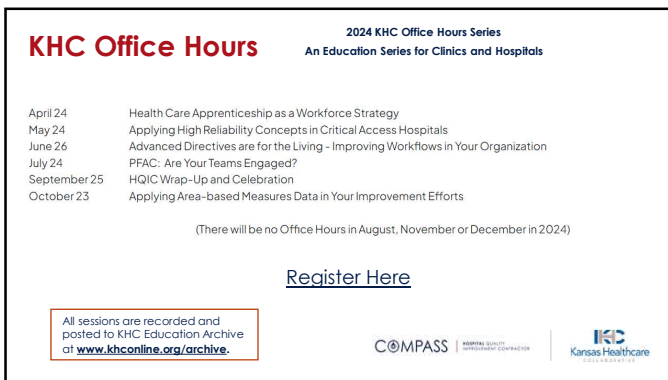 KHC Office Hours
2024 KHC Office Hours Series
An Education Series for Clinics and Hospitals
April 24 Health Care Apprenticeship as a Workforce Strategy
May 24 Applying High Reliability Concepts in Critical Access Hospitals
June 26 Advanced Directives are for the Living - Improving Workflows in Your Organization
July 24 PFAC: Are Your Teams Engaged?
September 25 HQIC Wrap-Up and Celebration
October 23 Applying Area-based Measures Data in Your Improvement Efforts
(There will be no Office Hours in August, November or December in 2024)
Register Here
All sessions are recorded and
posted to KHC Education Archive
at www.khconline.org/archive.
COMPASS
HOSPITAL QUALITY
IMPROVEMENT CONTRACTOR
Kansas Healthcare
COLLABORATIVE